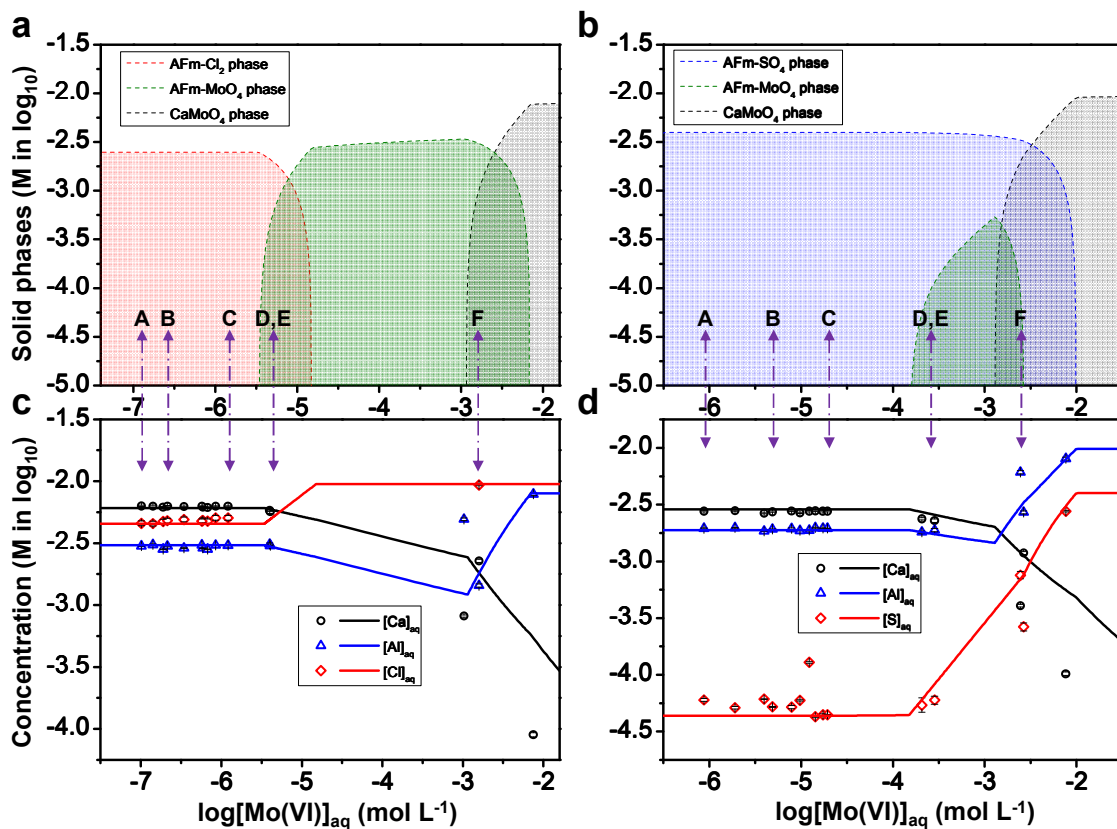 a
b
Solid phases (M in log₁₀)
-1.5
-2.0
-2.5
-3.0
-3.5
-4.0
-4.5
-5.0
AFm-Cl₂ phase
AFm-MoO₄ phase
CaMoO₄ phase
A B C D,E F
-7 -6 -5 -4 -3 -2
-1.5
-2.0
-2.5
-3.0
-3.5
-4.0
-4.5
-5.0
AFm-SO₄ phase
AFm-MoO₄ phase
CaMoO₄ phase
A B C D,E F
-6 -5 -4 -3 -2
c
d
Concentration (M in log₁₀)
-1.5
-2.0
-2.5
-3.0
-3.5
-4.0
[Ca]aq
[Al]aq
[Cl]aq
-7 -6 -5 -4 -3 -2
log[Mo(VI)]aq (mol L⁻¹)
-2.0
-2.5
-3.0
-3.5
-4.0
-4.5
[Ca]aq
[Al]aq
[S]aq
-6 -5 -4 -3 -2
log[Mo(VI)]aq (mol L⁻¹)